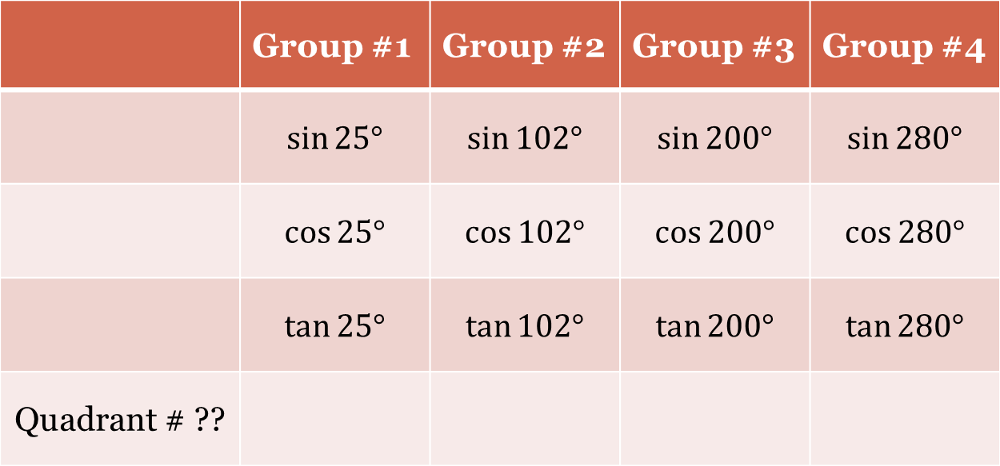 Group #1 Group #2 Group #3 Group #4
sin 25° sin 102° sin 200° sin 280°
cos 25° cos 102° cos 200° cos 280°
tan 25° tan 102° tan 200° tan 280°
Quadrant # ??